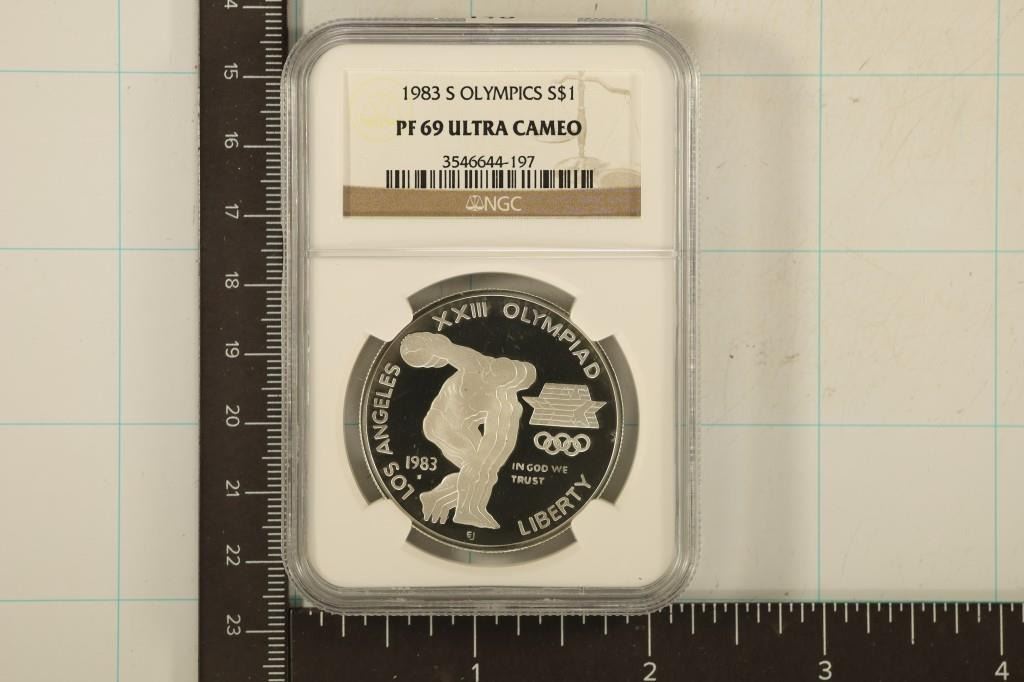 1983 S OLYMPICS S$1
PF 69 ULTRA CAMEO
3546644-197
NGC
LOS ANGELES XXIII OLYMPIAD
1983
S
IN GOD WE
TRUST
LIBERTY
EJ
14
15
16
17
18
19
20
21
22
23
1 2 3 4